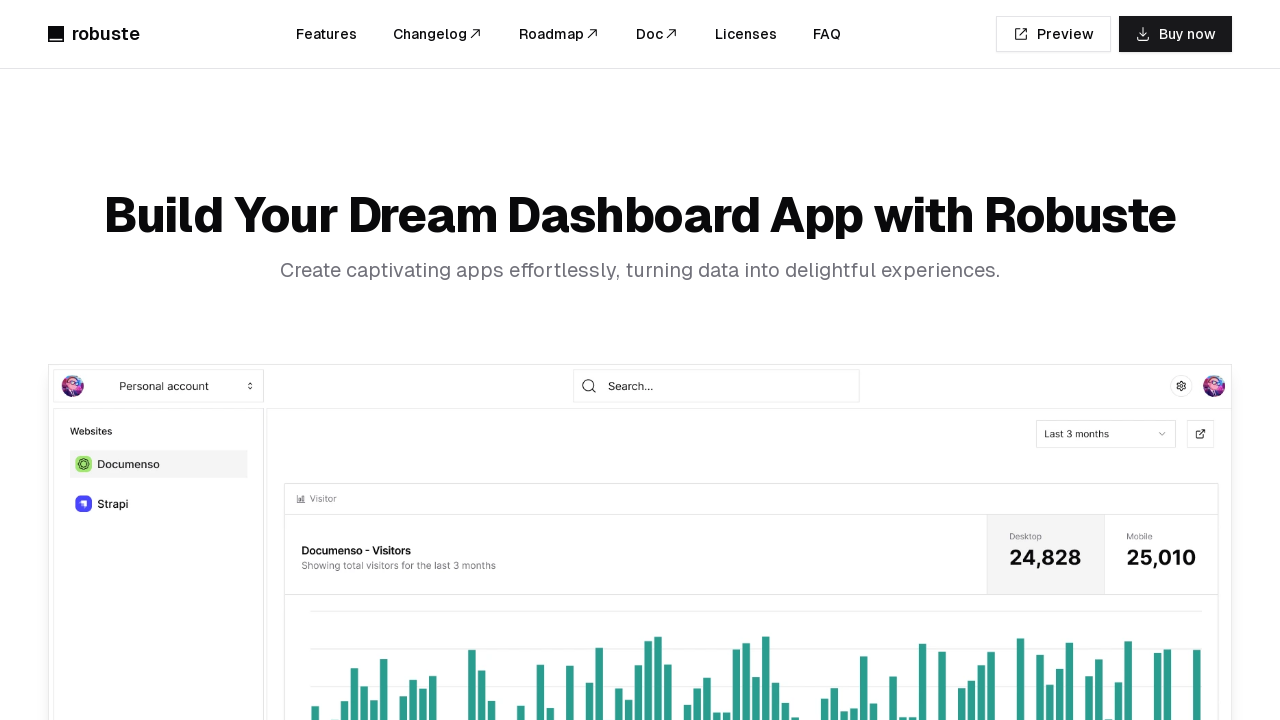 robuste
Features
Changelog
Roadmap
Doc
Licenses
FAQ
Preview
Buy now
Build Your Dream Dashboard App with Robuste
Create captivating apps effortlessly, turning data into delightful experiences.
Personal account
Search...
Websites
Documenso
Strapi
Last 3 months
Visitor
Documenso - Visitors
Showing total visitors for the last 3 months
Desktop
24,828
Mobile
25,010